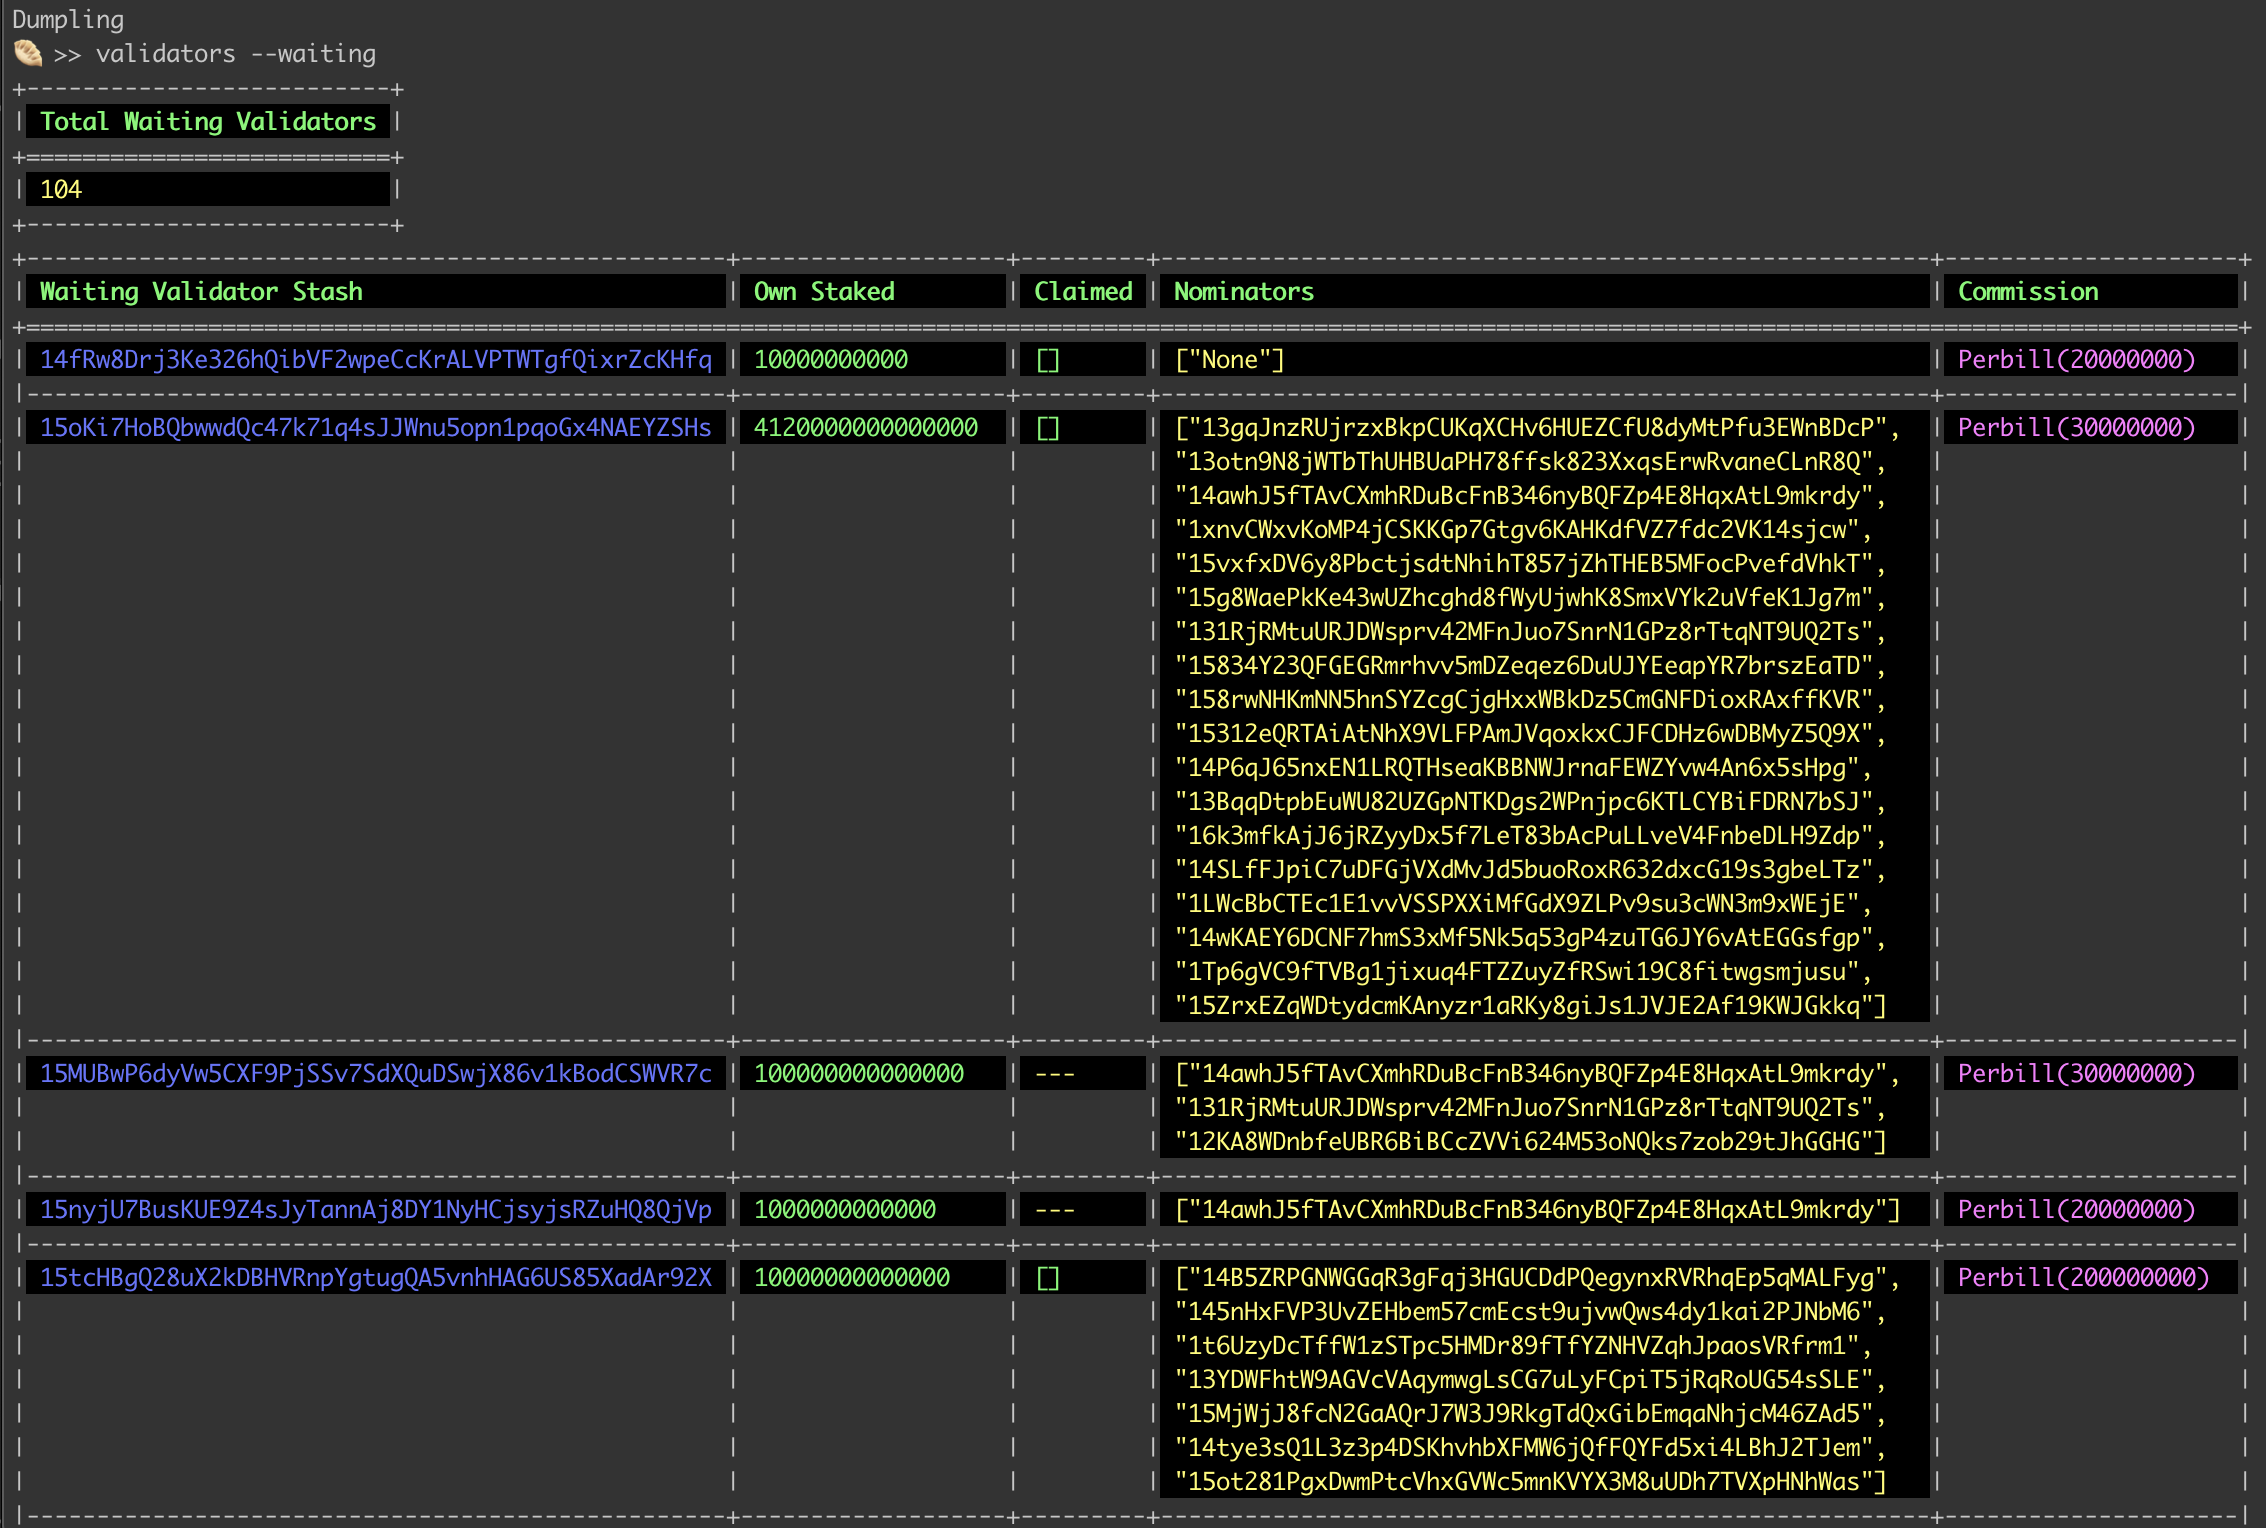 Dumpling
🥟 >> validators --waiting
+--------------------------+
| Total Waiting Validators |
+==========================+
| 104                      |
+--------------------------+
+--------------------------------------------------+-------------------+---------+-------------------------------------------------------+---------------------+
| Waiting Validator Stash                          | Own Staked        | Claimed | Nominators                                            | Commission          |
+==============================================================================================================================================================+
| 14fRw8Drj3Ke326hQibVF2wpeCcKrALVPTWTgfQixrZcKHfq | 10000000000       | []      | ["None"]                                              | Perbill(20000000)   |
|--------------------------------------------------+-------------------+---------+-------------------------------------------------------+---------------------|
| 15oKi7HoBQbwwdQc47k71q4sJJWnu5opn1pqoGx4NAEYZSHs | 4120000000000000  | []      | ["13gqJnzRUjrzxBkpCUKqXCHv6HUEZCfU8dyMtPfu3EWnBDcP",  | Perbill(30000000)   |
|                                                  |                   |         | "13otn9N8jWTbThUHBUaPH78ffsk823XxqsErwRvaneCLnR8Q",   |                     |
|                                                  |                   |         | "14awhJ5fTAvCXmhRDuBcFnB346nyBQFZp4E8HqxAtL9mkrdy",   |                     |
|                                                  |                   |         | "1xnvCWxvKoMP4jCSKKGp7Gtgv6KAHKdfVZ7fdc2VK14sjcw",    |                     |
|                                                  |                   |         | "15vxfxDV6y8PbctjsdtNhihT857jZhTHEB5MFocPvefdVhkT",   |                     |
|                                                  |                   |         | "15g8WaePkKe43wUZhcghd8fWyUjwhK8SmxVYk2uVfeK1Jg7m",   |                     |
|                                                  |                   |         | "131RjRMtuURJDWsprv42MFnJuo7SnrN1GPz8rTtqNT9UQ2Ts",   |                     |
|                                                  |                   |         | "15834Y23QFGEGRmrhvv5mDZeqez6DuUJYEeapYR7brszEaTD",   |                     |
|                                                  |                   |         | "158rwNHKmNN5hnSYZcgCjgHxxWBkDz5CmGNFDioxRAxffKVR",   |                     |
|                                                  |                   |         | "15312eQRTAiAtNhX9VLFPAmJVqoxkxCJFCDHz6wDBMyZ5Q9X",   |                     |
|                                                  |                   |         | "14P6qJ65nxEN1LRQTHseaKBBNWJrnaFEWZYvw4An6x5sHpg",    |                     |
|                                                  |                   |         | "13BqqDtpbEuWU82UZGpNTKDgs2WPnjpc6KTLCYBiFDRN7bSJ",   |                     |
|                                                  |                   |         | "16k3mfkAjJ6jRZyyDx5f7LeT83bAcPuLLveV4FnbeDLH9Zdp",   |                     |
|                                                  |                   |         | "14SLfFJpiC7uDFGjVXdMvJd5buoRoxR632dxcG19s3gbeLTz",   |                     |
|                                                  |                   |         | "1LWcBbCTEc1E1vvVSSPXXiMfGdX9ZLPv9su3cWN3m9xWEjE",    |                     |
|                                                  |                   |         | "14wKAEY6DCNF7hmS3xMf5Nk5q53gP4zuTG6JY6vAtEGGsfgp",   |                     |
|                                                  |                   |         | "1Tp6gVC9fTVBg1jixuq4FTZZuyZfRSwi19C8fitwgsmjusu",    |                     |
|                                                  |                   |         | "15ZrxEZqWDtydcmKAnyzr1aRKy8giJs1JVJE2Af19KWJGkkq"]   |                     |
|--------------------------------------------------+-------------------+---------+-------------------------------------------------------+---------------------|
| 15MUBwP6dyVw5CXF9PjSSv7SdXQuDSwjX86v1kBodCSWVR7c | 100000000000000   | ---     | ["14awhJ5fTAvCXmhRDuBcFnB346nyBQFZp4E8HqxAtL9mkrdy",  | Perbill(30000000)   |
|                                                  |                   |         | "131RjRMtuURJDWsprv42MFnJuo7SnrN1GPz8rTtqNT9UQ2Ts",   |                     |
|                                                  |                   |         | "12KA8WDnbfeUBR6BiBCcZVVi624M53oNQks7zob29tJhGGHG"]   |                     |
|--------------------------------------------------+-------------------+---------+-------------------------------------------------------+---------------------|
| 15nyjU7BusKUE9Z4sJyTannAj8DY1NyHCjsyjsRZuHQ8QjVp | 1000000000000     | ---     | ["14awhJ5fTAvCXmhRDuBcFnB346nyBQFZp4E8HqxAtL9mkrdy"]  | Perbill(20000000)   |
|--------------------------------------------------+-------------------+---------+-------------------------------------------------------+---------------------|
| 15tcHBgQ28uX2kDBHVRnpYgtugQA5vnhHAG6US85XadAr92X | 10000000000000    | []      | ["14B5ZRPGNWGGqR3gFqj3HGUCDdPQegynxRVRhqEp5qMALFyg",  | Perbill(200000000)  |
|                                                  |                   |         | "145nHxFVP3UvZEHbem57cmEcst9ujvwQws4dy1kai2PJNbM6",   |                     |
|                                                  |                   |         | "1t6UzyDcTffW1zSTpc5HMDr89fTfYZNHVZqhJpaosVRfrm1",    |                     |
|                                                  |                   |         | "13YDWFhtW9AGVcVAqymwgLsCG7uLyFCpiT5jRqRoUG54sSLE",   |                     |
|                                                  |                   |         | "15MjWjJ8fcN2GaAQrJ7W3J9RkgTdQxGibEmqaNhjcM46ZAd5",   |                     |
|                                                  |                   |         | "14tye3sQ1L3z3p4DSKhvhbXFMW6jQfFQYFd5xi4LBhJ2TJem",   |                     |
|                                                  |                   |         | "15ot281PgxDwmPtcVhxGVWc5mnKVYX3M8uUDh7TVXpHNhWas"]   |                     |
|--------------------------------------------------+-------------------+---------+-------------------------------------------------------+---------------------|